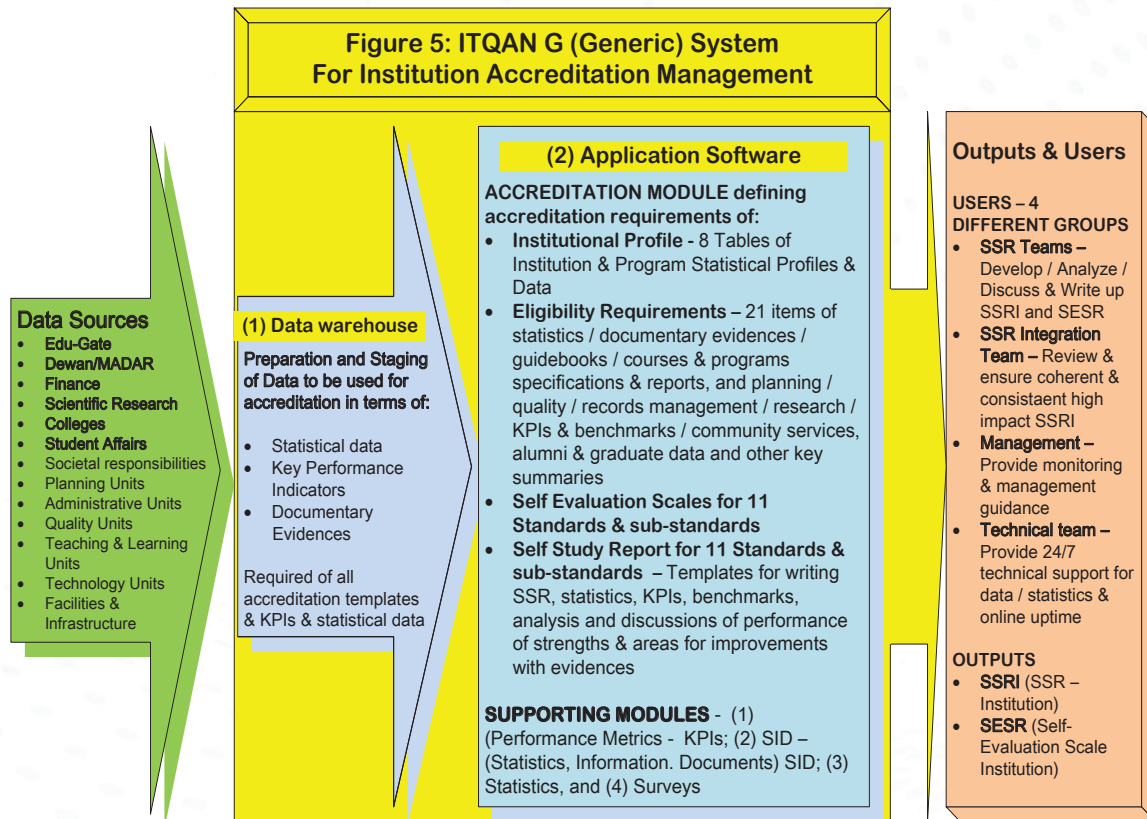 Figure 5: ITQAN G (Generic) System
For Institution Accreditation Management
Data Sources
• Edu-Gate
• Dewan/MADAR
• Finance
• Scientific Research
• Colleges
• Student Affairs
• Societal responsibilities
• Planning Units
• Administrative Units
• Quality Units
• Teaching & Learning
Units
• Technology Units
• Facilities &
Infrastructure
(1) Data warehouse
Preparation and Staging
of Data to be used for
accreditation in terms of:
• Statistical data
• Key Performance
Indicators
• Documentary
Evidences
Required of all
accreditation templates
& KPIs & statistical data
(2) Application Software
ACCREDITATION MODULE defining
accreditation requirements of:
• Institutional Profile - 8 Tables of
Institution & Program Statistical Profiles &
Data
• Eligibility Requirements – 21 items of
statistics / documentary evidences /
guidebooks / courses & programs
specifications & reports, and planning /
quality / records management / research /
KPIs & benchmarks / community services,
alumni & graduate data and other key
summaries
• Self Evaluation Scales for 11
Standards & sub-standards
• Self Study Report for 11 Standards &
sub-standards – Templates for writing
SSR, statistics, KPIs, benchmarks,
analysis and discussions of performance
of strengths & areas for improvements
with evidences
SUPPORTING MODULES - (1)
(Performance Metrics - KPIs; (2) SID –
(Statistics, Information. Documents) SID; (3)
Statistics, and (4) Surveys
Outputs & Users
USERS – 4
DIFFERENT GROUPS
• SSR Teams –
Develop / Analyze /
Discuss & Write up
SSRI and SESR
• SSR Integration
Team – Review &
ensure coherent &
consistaent high
impact SSRI
• Management –
Provide monitoring
& management
guidance
• Technical team –
Provide 24/7
technical support for
data / statistics &
online uptime
OUTPUTS
• SSRI (SSR –
Institution)
• SESR (Self-
Evaluation Scale
Institution)